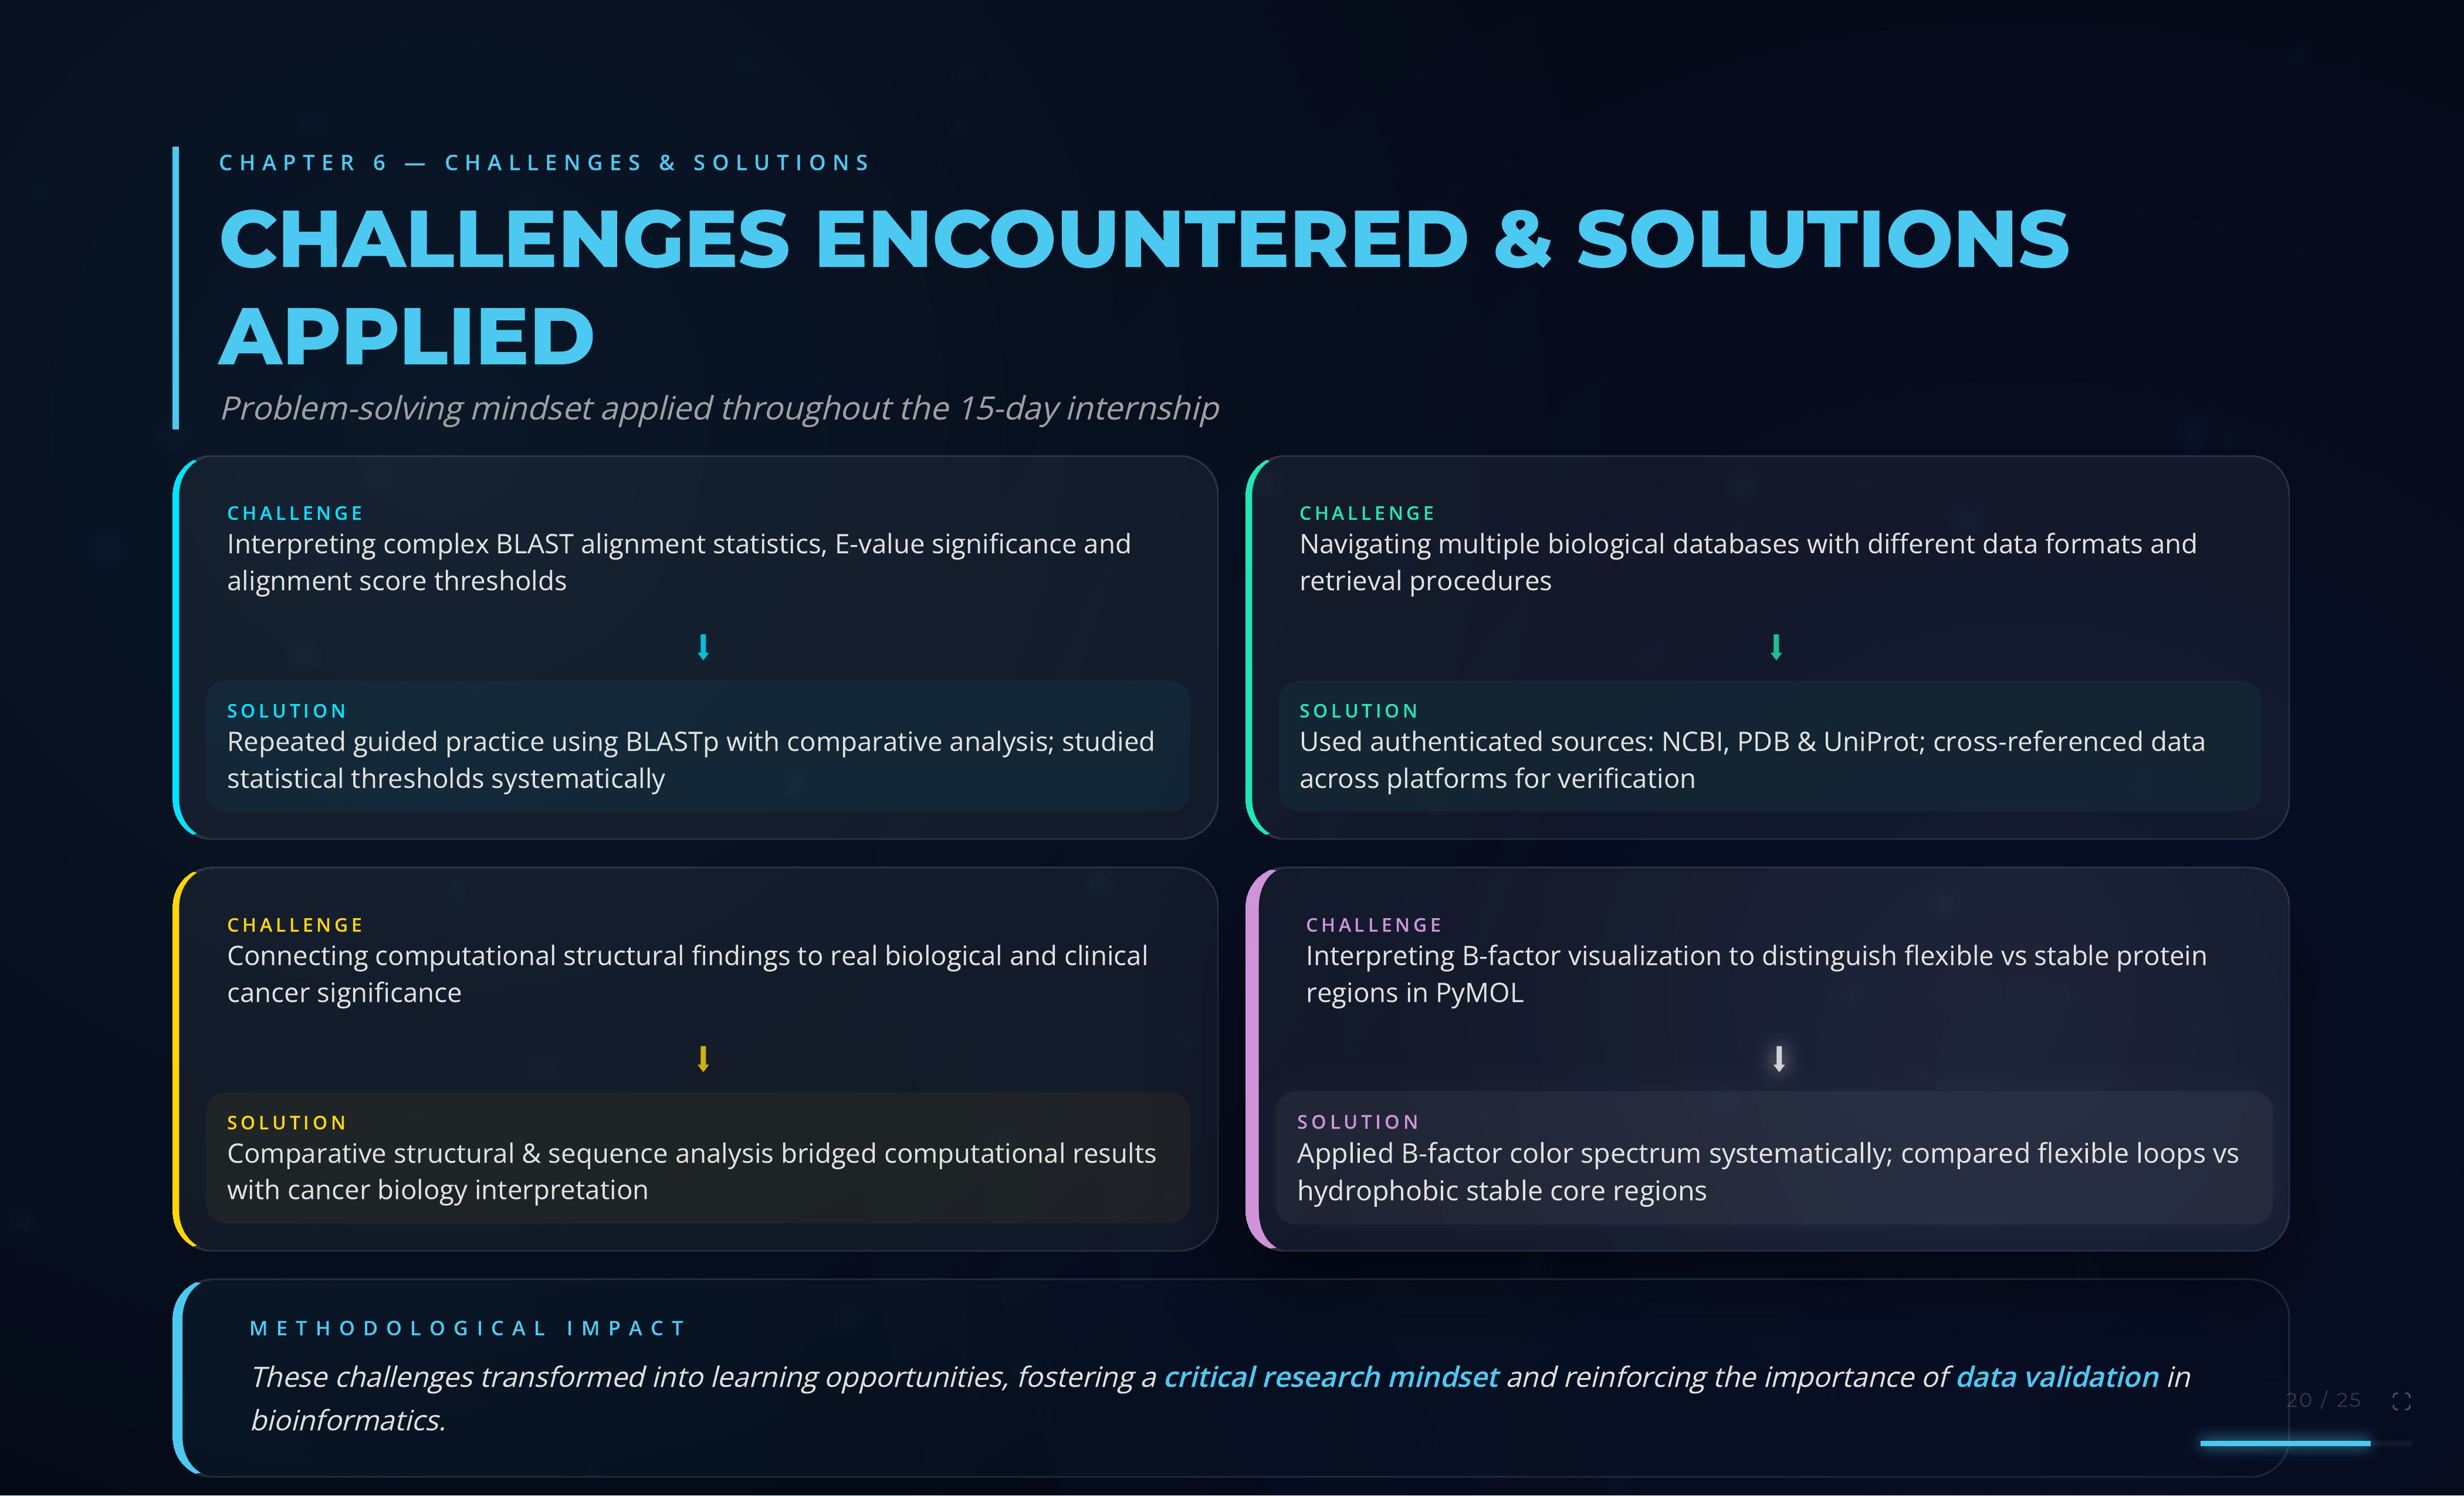 CHAPTER 6 — CHALLENGES & SOLUTIONS
CHALLENGES ENCOUNTERED & SOLUTIONS
APPLIED
Problem-solving mindset applied throughout the 15-day internship
CHALLENGE
Interpreting complex BLAST alignment statistics, E-value significance and
alignment score thresholds
SOLUTION
Repeated guided practice using BLASTp with comparative analysis; studied
statistical thresholds systematically
CHALLENGE
Navigating multiple biological databases with different data formats and
retrieval procedures
SOLUTION
Used authenticated sources: NCBI, PDB & UniProt; cross-referenced data
across platforms for verification
CHALLENGE
Connecting computational structural findings to real biological and clinical
cancer significance
SOLUTION
Comparative structural & sequence analysis bridged computational results
with cancer biology interpretation
CHALLENGE
Interpreting B-factor visualization to distinguish flexible vs stable protein
regions in PyMOL
SOLUTION
Applied B-factor color spectrum systematically; compared flexible loops vs
hydrophobic stable core regions
METHODOLOGICAL IMPACT
These challenges transformed into learning opportunities, fostering a critical research mindset and reinforcing the importance of data validation in
bioinformatics.
20 / 25